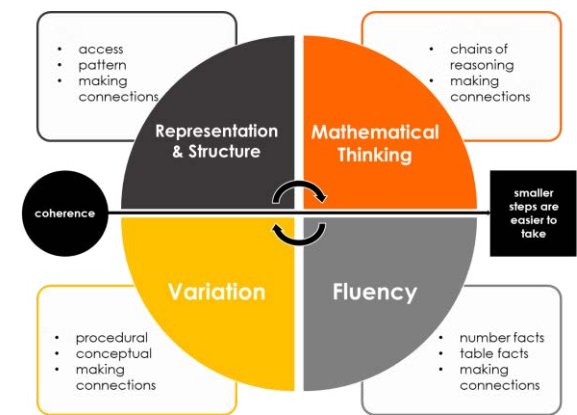 • access
• pattern
• making
connections
Representation
& Structure
Mathematical
Thinking
• chains of
reasoning
• making
connections
coherence
smaller
steps are
easier to
take
Variation
Fluency
• procedural
• conceptual
• making
connections
• number facts
• table facts
• making
connections